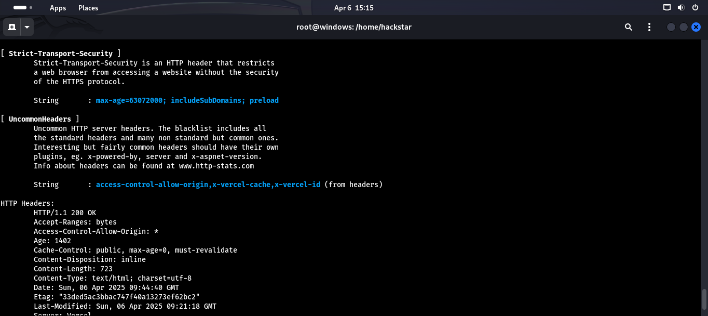 Apps Places Apr 6 15:15
root@windows: /home/hackstar
[ Strict-Transport-Security ]
Strict-Transport-Security is an HTTP header that restricts
a web browser from accessing a website without the security
of the HTTPS protocol.
String : max-age=63072000; includeSubDomains; preload
[ UncommonHeaders ]
Uncommon HTTP server headers. The blacklist includes all
the standard headers and many non standard but common ones.
Interesting but fairly common headers should have their own
plugins, eg. x-powered-by, server and x-aspnet-version.
Info about headers can be found at www.http-stats.com
String : access-control-allow-origin,x-vercel-cache,x-vercel-id (from headers)
HTTP Headers:
HTTP/1.1 200 OK
Accept-Ranges: bytes
Access-Control-Allow-Origin: *
Age: 1402
Cache-Control: public, max-age=0, must-revalidate
Content-Disposition: inline
Content-Length: 723
Content-Type: text/html; charset=utf-8
Date: Sun, 06 Apr 2025 09:44:40 GMT
Etag: "33ded5ac3bbac747f40a13273ef62bc2"
Last-Modified: Sun, 06 Apr 2025 09:21:18 GMT
Server: Vercel